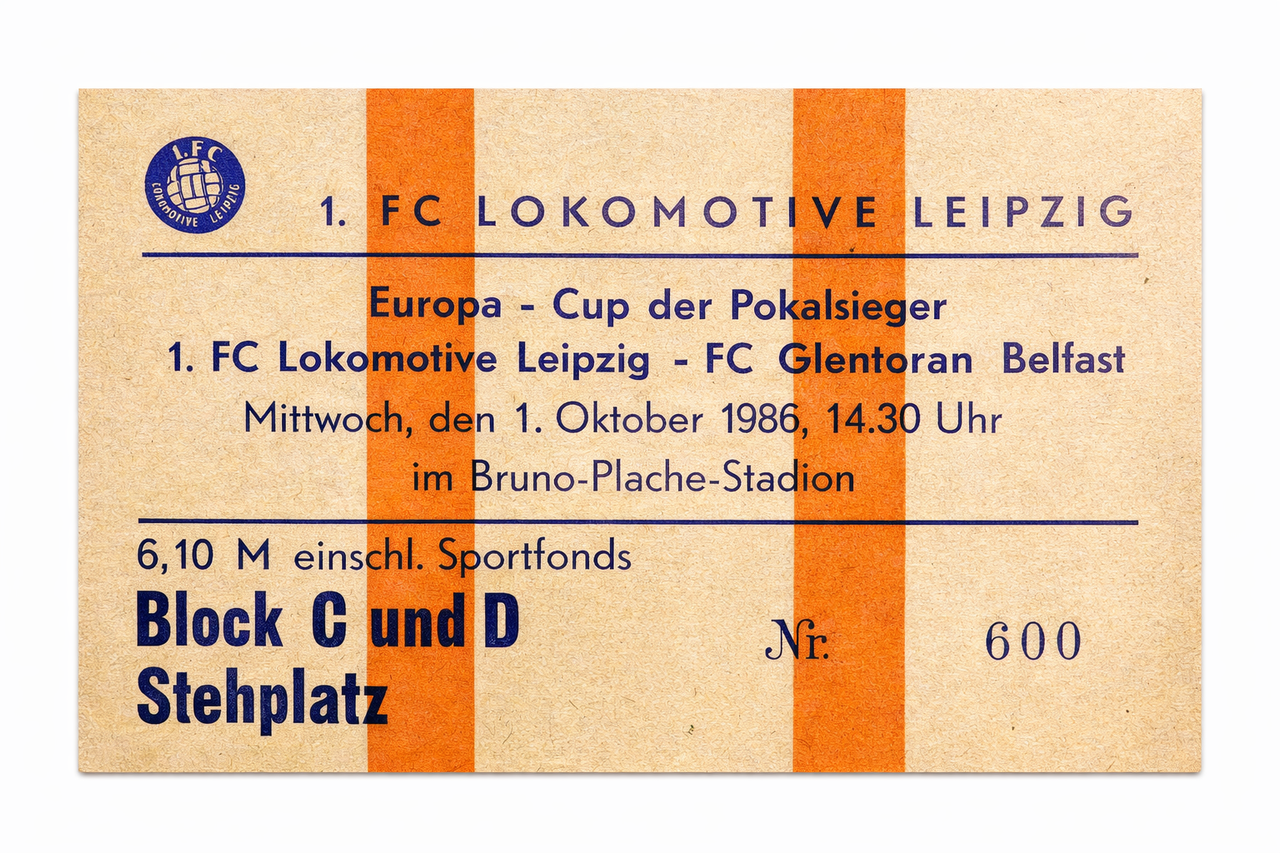 1. FC
LOKOMOTIVE LEIPZIG
1. FC LOKOMOTIVE LEIPZIG
Europa - Cup der Pokalsieger
1. FC Lokomotive Leipzig - FC Glentoran Belfast
Mittwoch, den 1. Oktober 1986, 14.30 Uhr
im Bruno-Plache-Stadion
6,10 M einschl. Sportfonds
Block C und D
Stehplatz
Nr. 600